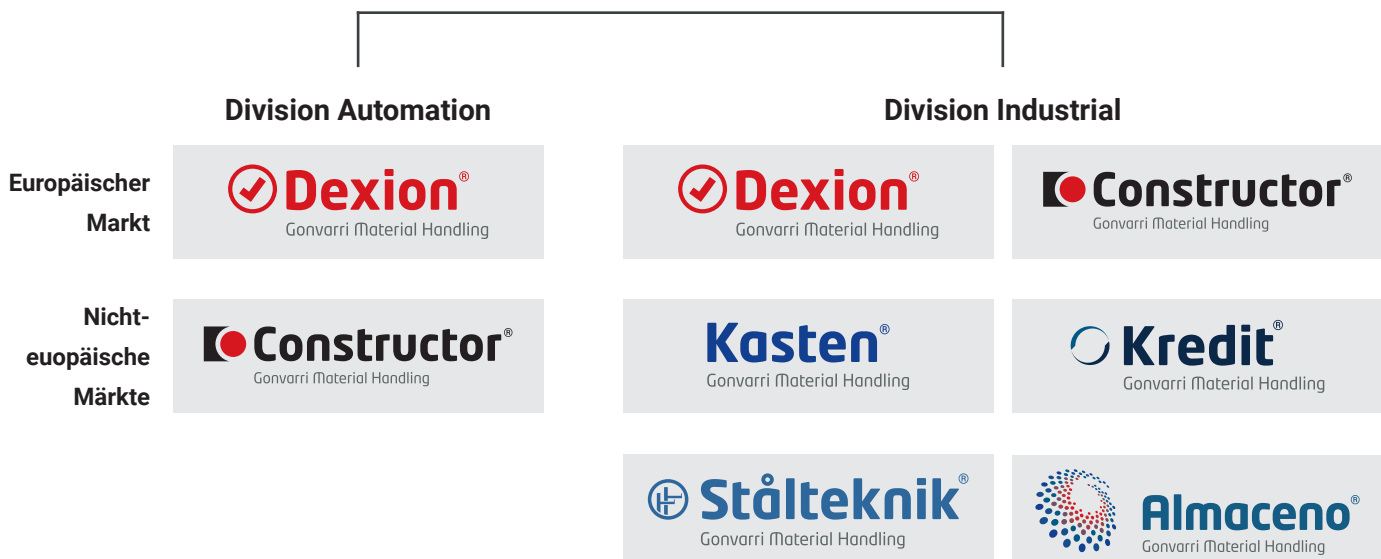 Division Automation
Division Industrial
Europäischer
Markt
Dexion®
Gonvarri Material Handling
Dexion®
Gonvarri Material Handling
Constructor®
Gonvarri Material Handling
Nicht-
euopäische
Märkte
Constructor®
Gonvarri Material Handling
Kasten®
Gonvarri Material Handling
Kredit®
Gonvarri Material Handling
Stålteknik®
Gonvarri Material Handling
Almaceno®
Gonvarri Material Handling